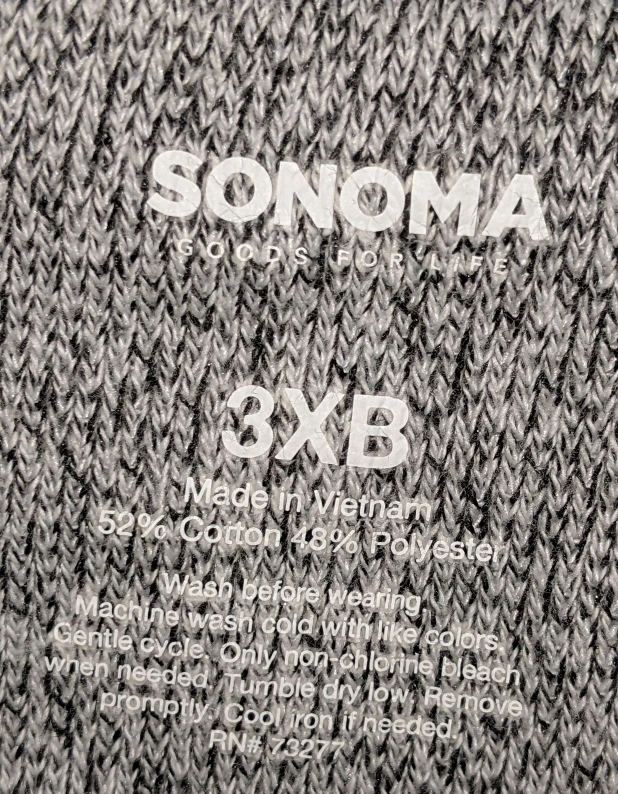 SONOMA
GOODS FOR LIFE
3XB
Made in Vietnam
52% Cotton 48% Polyester
Wash before wearing.
Machine wash cold with like colors.
Gentle cycle. Only non-chlorine bleach
when needed. Tumble dry low. Remove
promptly. Cool iron if needed.
RN# 73277